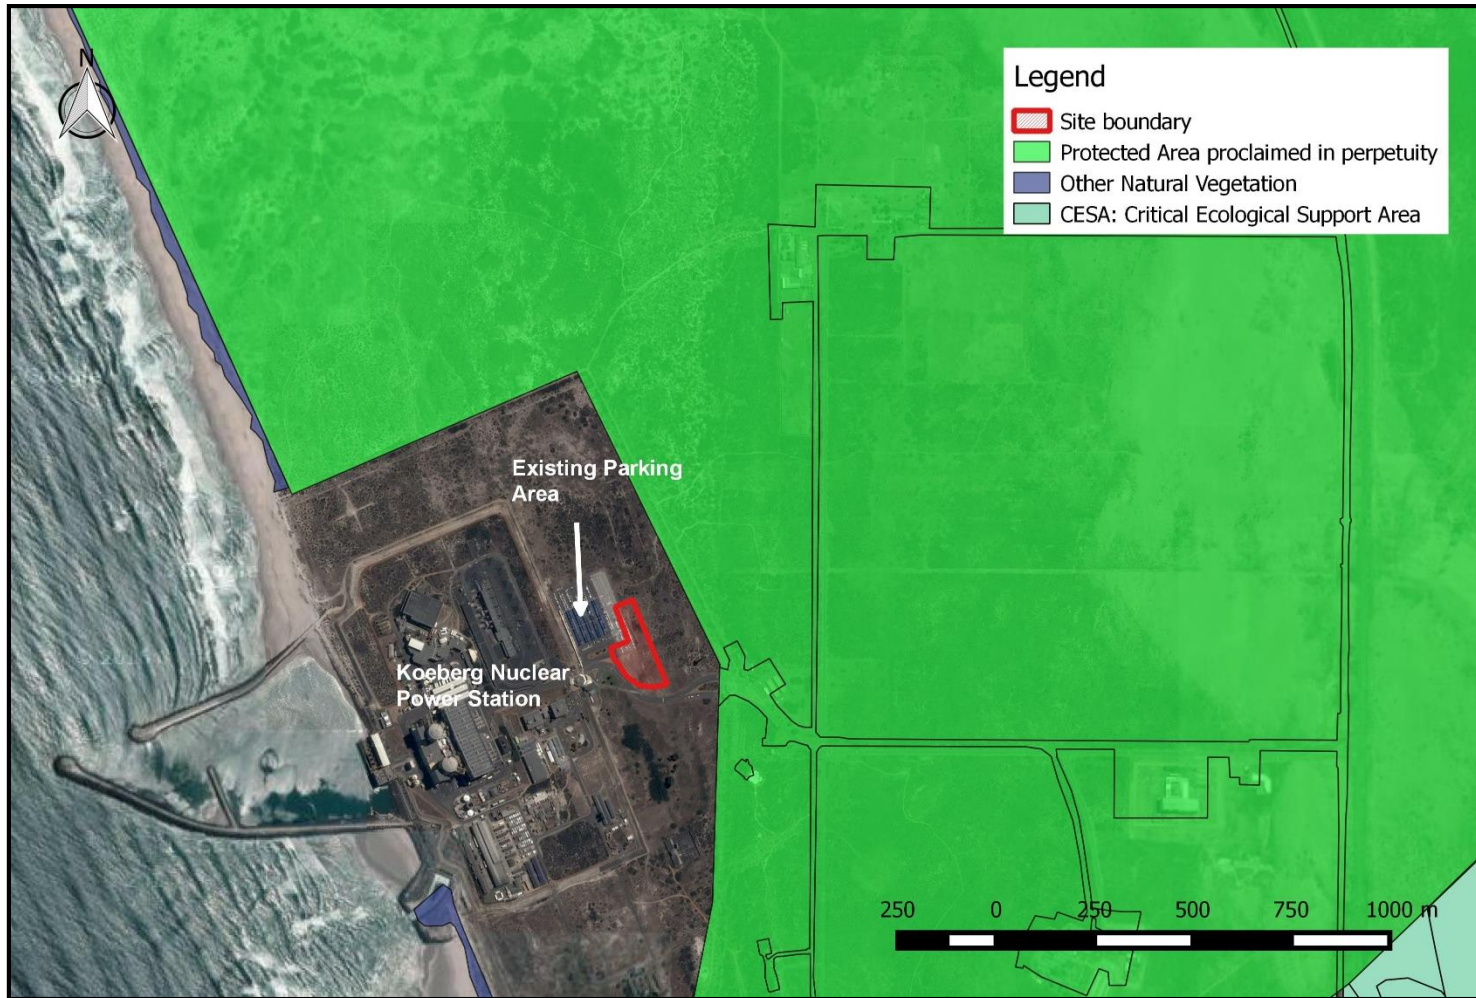 N
Legend
Site boundary
Protected Area proclaimed in perpetuity
Other Natural Vegetation
CESA: Critical Ecological Support Area
Existing Parking
Area
Koeberg Nuclear
Power Station
250 0 250 500 750 1000 m